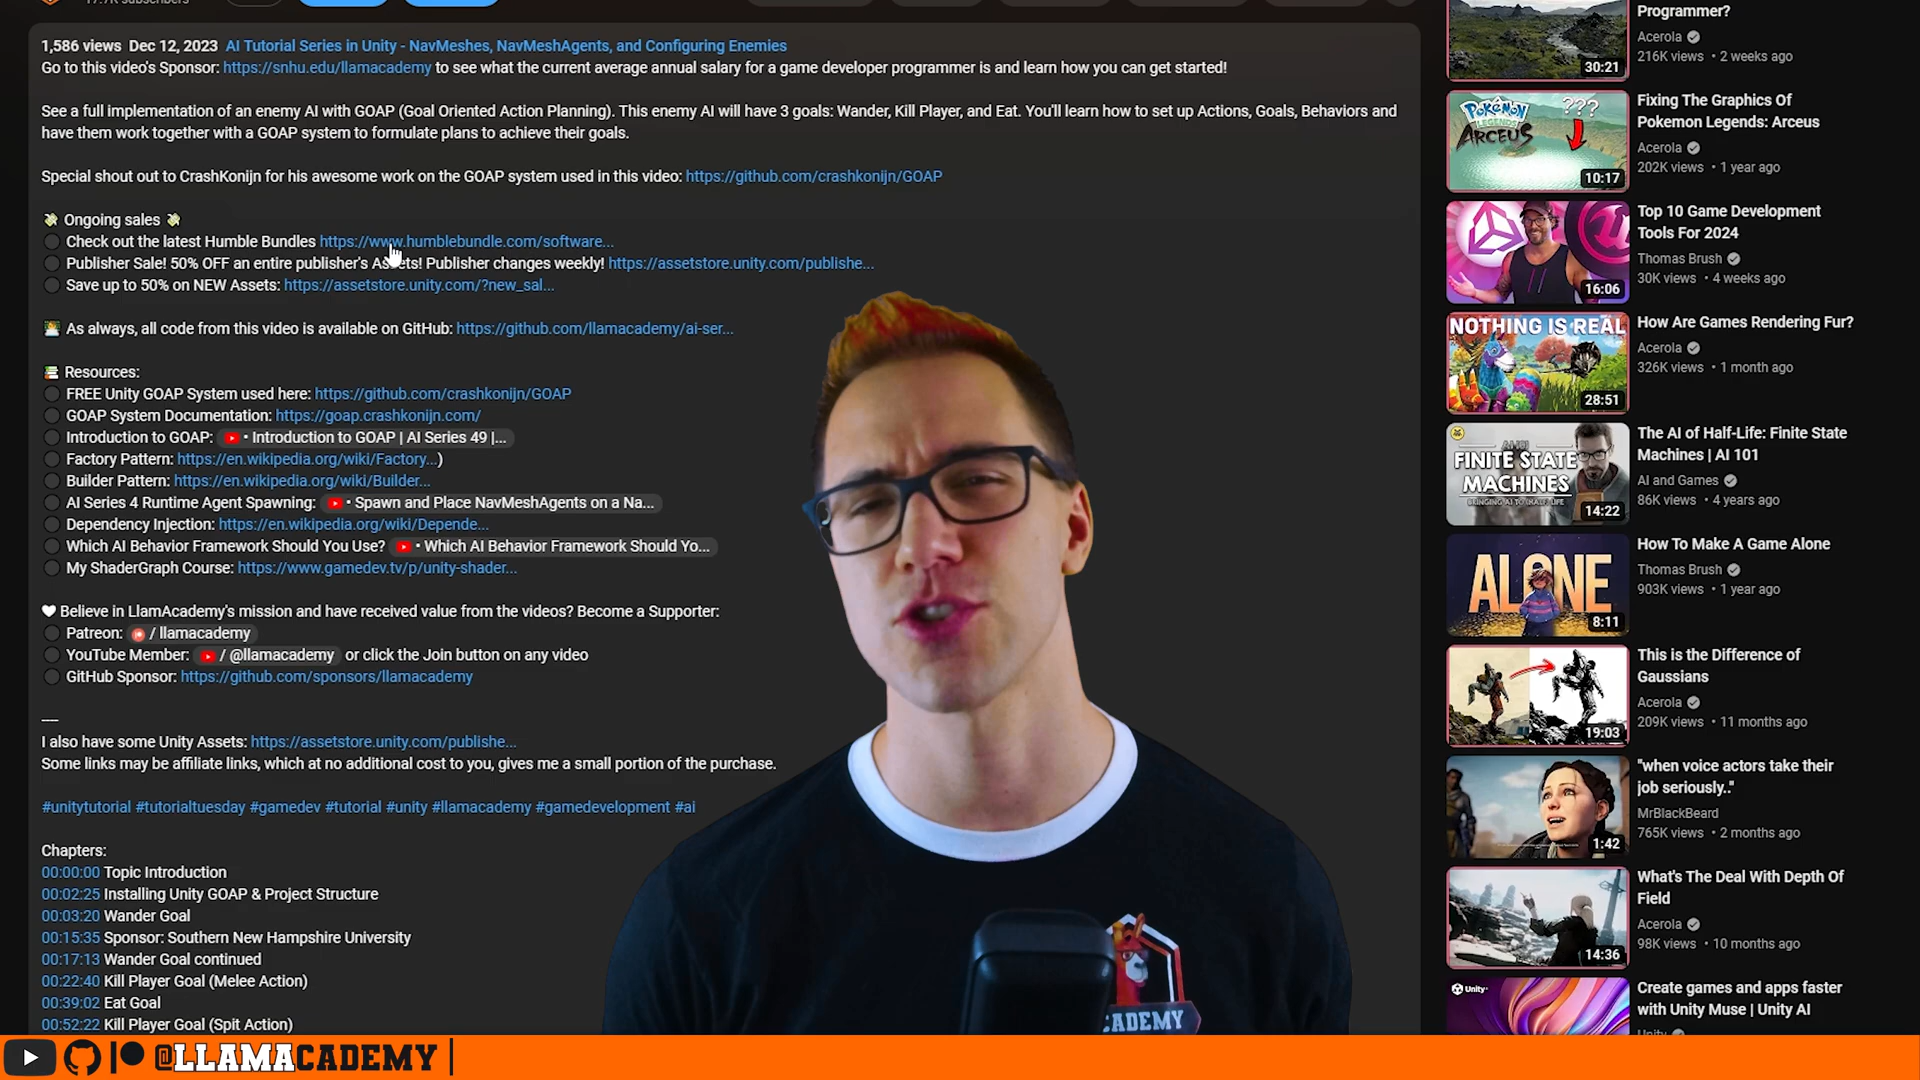 17.7K subscribers
1,586 views Dec 12, 2023 AI Tutorial Series in Unity - NavMeshes, NavMeshAgents, and Configuring Enemies
Go to this video's Sponsor: https://snhu.edu/llamacademy to see what the current average annual salary for a game developer programmer is and learn how you can get started!
See a full implementation of an enemy AI with GOAP (Goal Oriented Action Planning). This enemy AI will have 3 goals: Wander, Kill Player, and Eat. You'll learn how to set up Actions, Goals, Behaviors and
have them work together with a GOAP system to formulate plans to achieve their goals.
Special shout out to CrashKonijn for his awesome work on the GOAP system used in this video: https://github.com/crashkonijn/GOAP
Ongoing sales
Check out the latest Humble Bundles https://www.humblebundle.com/software...
Publisher Sale! 50% OFF an entire publisher's Assets! Publisher changes weekly! https://assetstore.unity.com/publishe...
Save up to 50% on NEW Assets: https://assetstore.unity.com/?new_sal...
As always, all code from this video is available on GitHub: https://github.com/llamacademy/ai-ser...
Resources:
FREE Unity GOAP System used here: https://github.com/crashkonijn/GOAP
GOAP System Documentation: https://goap.crashkonijn.com/
Introduction to GOAP: • Introduction to GOAP | AI Series 49 |...
Factory Pattern: https://en.wikipedia.org/wiki/Factory...)
Builder Pattern: https://en.wikipedia.org/wiki/Builder...
AI Series 4 Runtime Agent Spawning: • Spawn and Place NavMeshAgents on a Na...
Dependency Injection: https://en.wikipedia.org/wiki/Depende...
Which AI Behavior Framework Should You Use? • Which AI Behavior Framework Should Yo...
My ShaderGraph Course: https://www.gamedev.tv/p/unity-shader...
Believe in LlamAcademy's mission and have received value from the videos? Become a Supporter:
Patreon: / llamacademy
YouTube Member: / @llamacademy or click the Join button on any video
GitHub Sponsor: https://github.com/sponsors/llamacademy
I also have some Unity Assets: https://assetstore.unity.com/publishe...
Some links may be affiliate links, which at no additional cost to you, gives me a small portion of the purchase.
#unitytutorial #tutorialtuesday #gamedev #tutorial #unity #llamacademy #gamedevelopment #ai
Chapters:
00:00:00 Topic Introduction
00:02:25 Installing Unity GOAP & Project Structure
00:03:20 Wander Goal
00:15:35 Sponsor: Southern New Hampshire University
00:17:13 Wander Goal continued
00:22:40 Kill Player Goal (Melee Action)
00:39:02 Eat Goal
00:52:22 Kill Player Goal (Spit Action)
ACADEMY
@LLAMACADEMY
30:21
Programmer?
Acerola
216K views • 2 weeks ago
POKÉMON
LEGENDS
ARCEUS
???
10:17
Fixing The Graphics Of
Pokemon Legends: Arceus
Acerola
202K views • 1 year ago
16:06
Top 10 Game Development
Tools For 2024
Thomas Brush
30K views • 4 weeks ago
NOTHING IS REAL
28:51
How Are Games Rendering Fur?
Acerola
326K views • 1 month ago
AI 101
FINITE STATE
MACHINES
BRINGING AI TO HALF-LIFE
14:22
The AI of Half-Life: Finite State
Machines | AI 101
AI and Games
86K views • 4 years ago
ALONE
8:11
How To Make A Game Alone
Thomas Brush
903K views • 1 year ago
19:03
This is the Difference of
Gaussians
Acerola
209K views • 11 months ago
1:42
"when voice actors take their
job seriously.."
MrBlackBeard
765K views • 2 months ago
14:36
What's The Deal With Depth Of
Field
Acerola
98K views • 10 months ago
Unity
Create games and apps faster
with Unity Muse | Unity AI
Unity